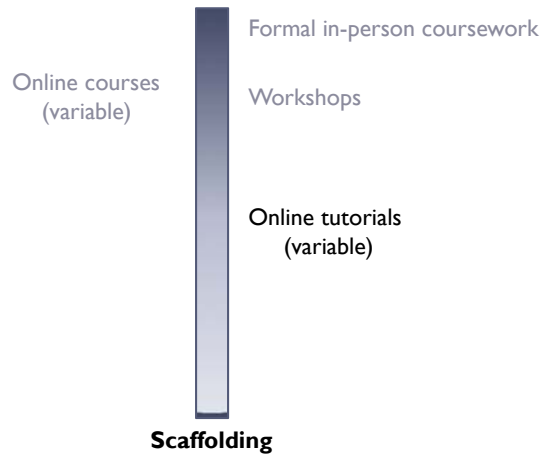 Formal in-person coursework
Online courses
(variable)
Workshops
Online tutorials
(variable)
Scaffolding